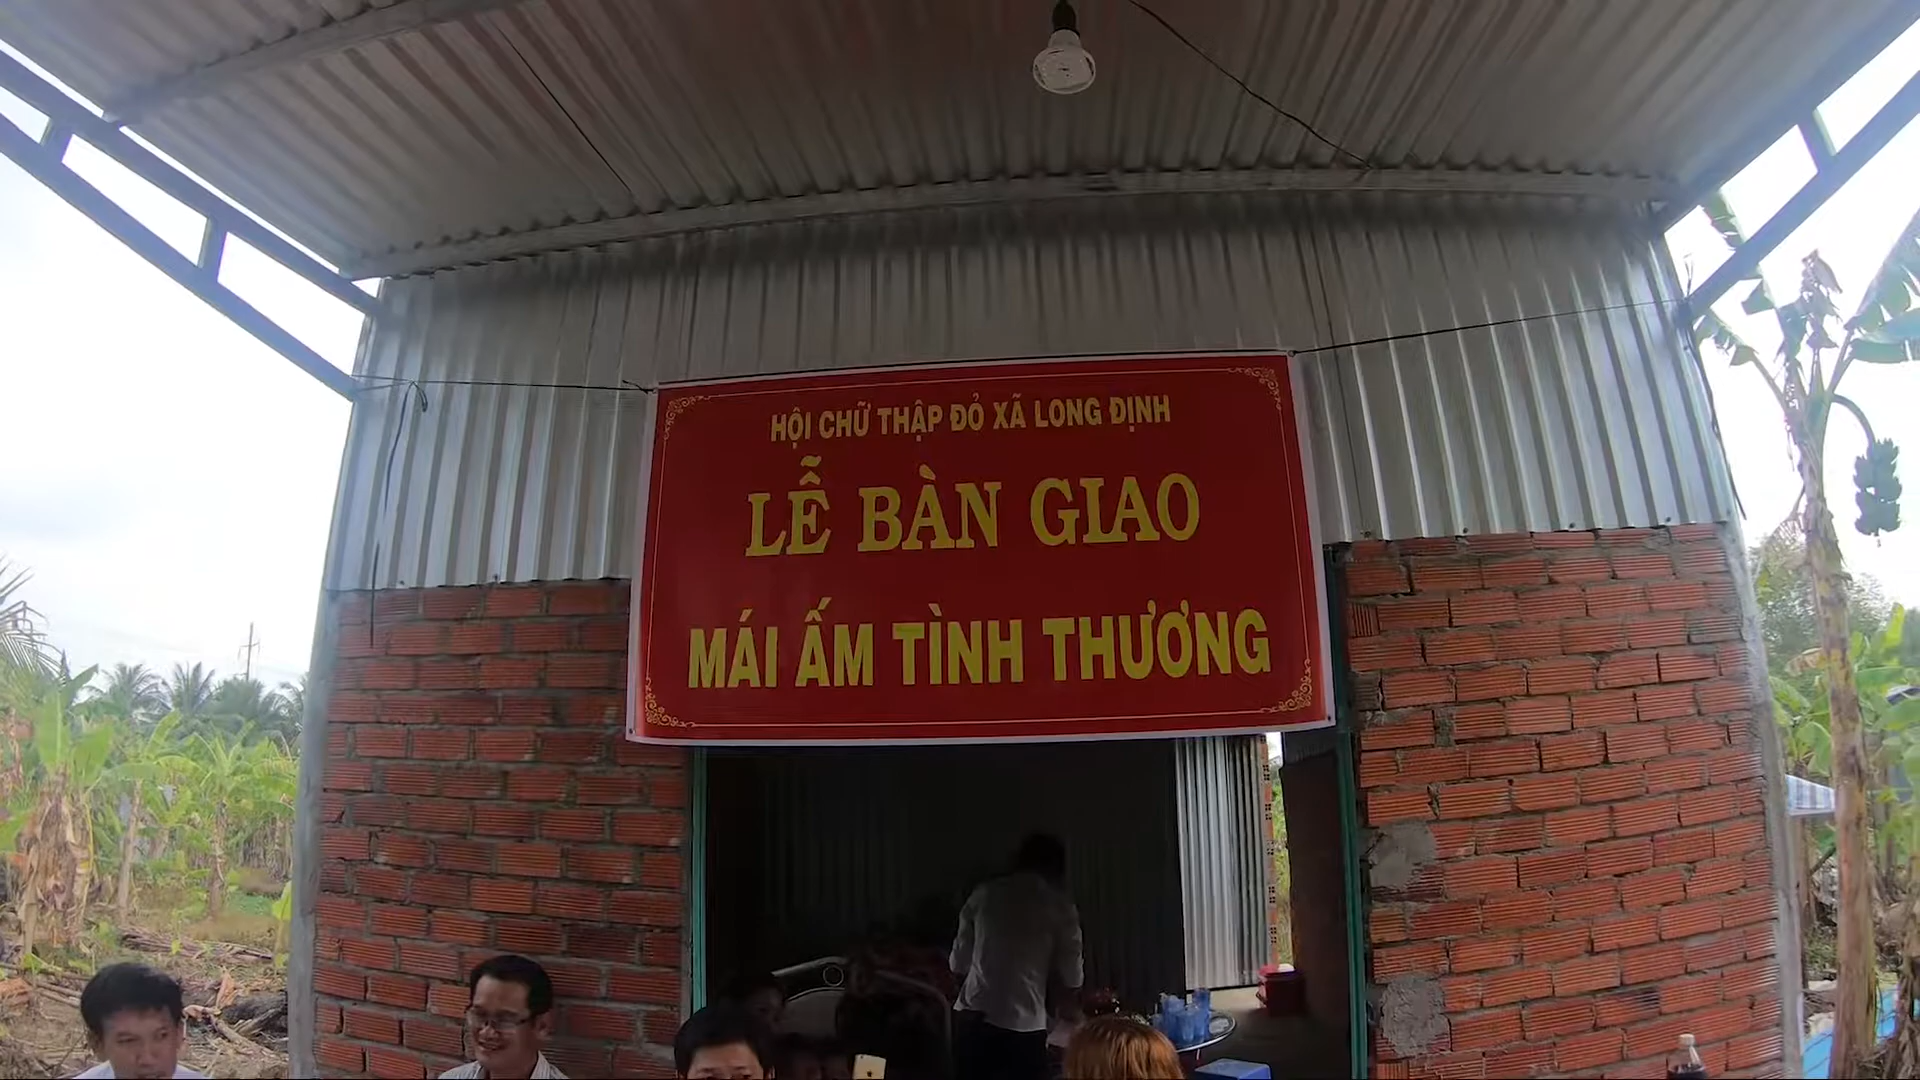 HỘI CHỮ THẬP ĐỎ XÃ LONG ĐỊNH
LỄ BÀN GIAO
MÁI ẤM TÌNH THƯƠNG